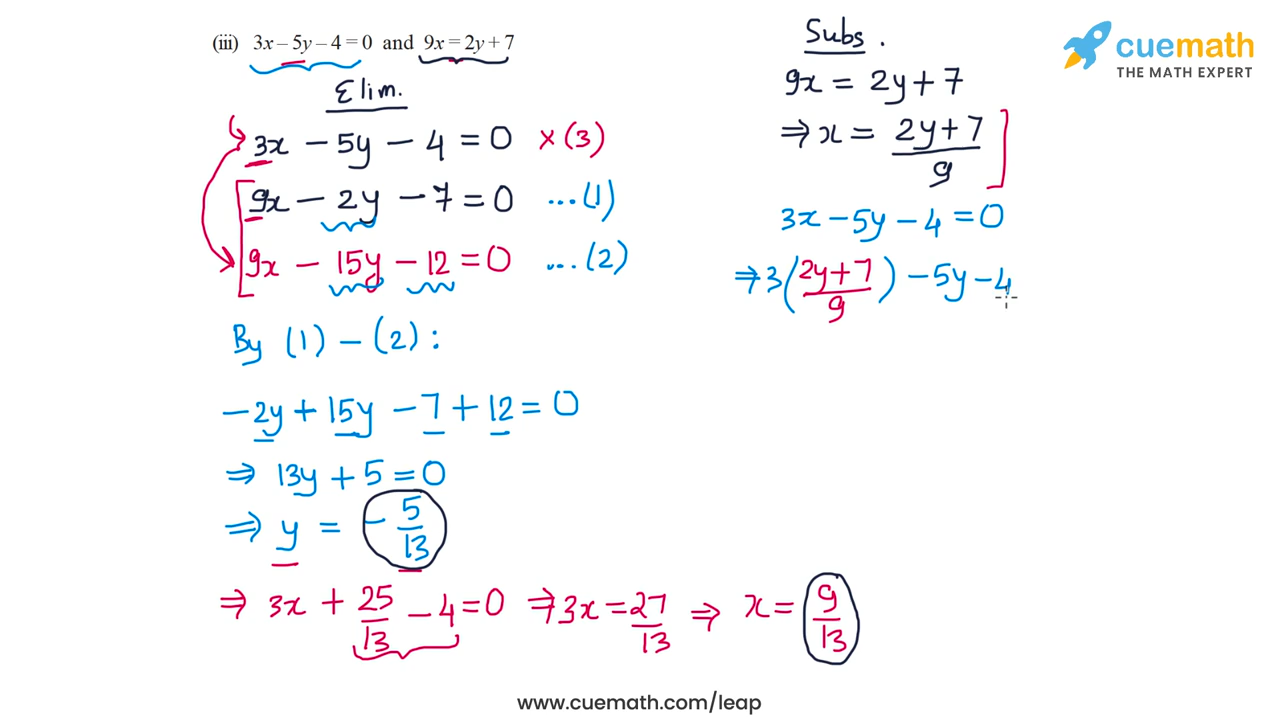 (iii) 3x – 5y – 4 = 0 and 9x = 2y + 7
Elim.
3x – 5y – 4 = 0 × (3)
9x – 2y – 7 = 0 ...(1)
9x – 15y – 12 = 0 ...(2)
By (1) – (2) :
–2y + 15y – 7 + 12 = 0
⇒ 13y + 5 = 0
⇒ y = –5/13
⇒ 3x + 25/13 – 4 = 0 ⇒ 3x = 27/13 ⇒ x = 9/13
Subs.
9x = 2y + 7
⇒ x = (2y + 7)/9
3x – 5y – 4 = 0
⇒ 3((2y + 7)/9) – 5y – 4
cuemath
THE MATH EXPERT
www.cuemath.com/leap